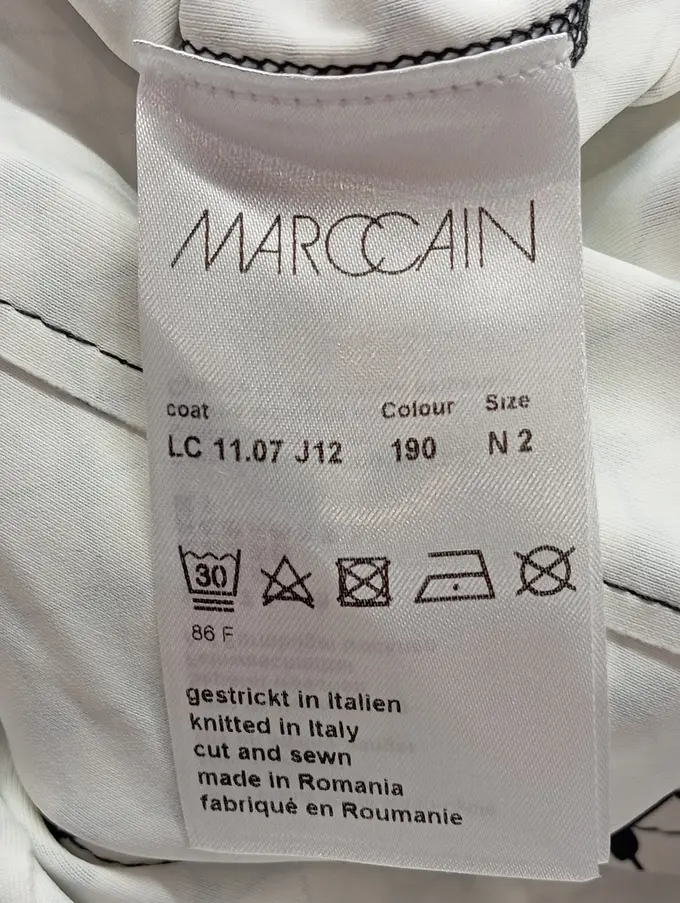 MARCCAIN
coat Colour Size
LC 11.07 J12 190 N 2
30
86 F
gestrickt in Italien
knitted in Italy
cut and sewn
made in Romania
fabriqué en Roumanie